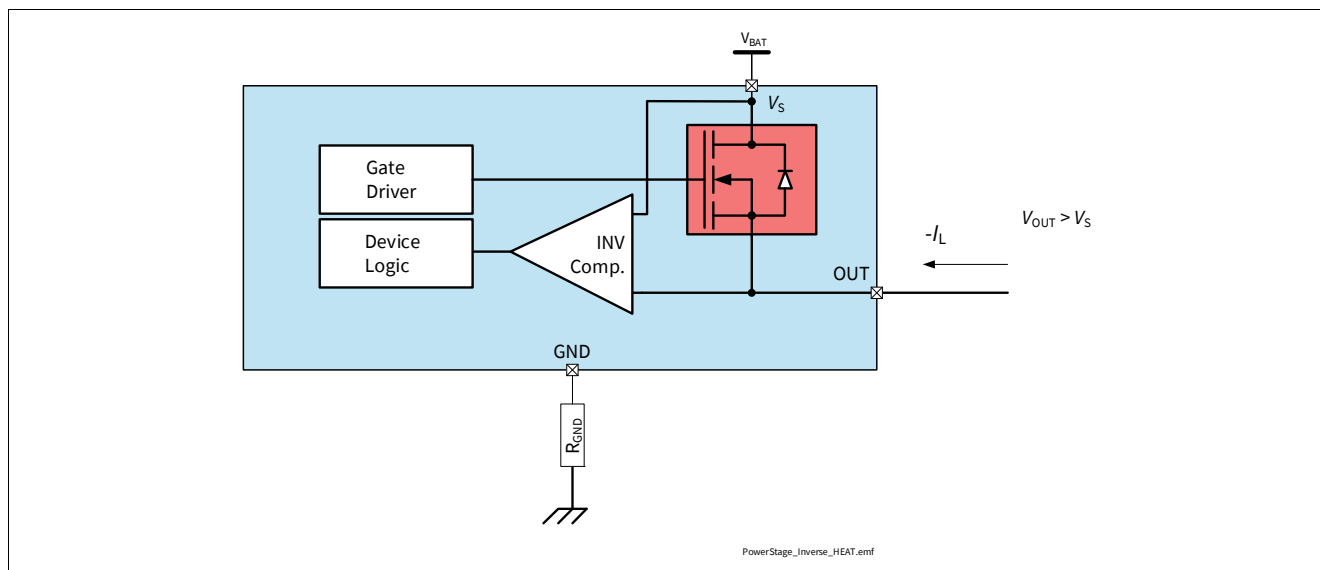 VBAT
VS
Gate
Driver
Device
Logic
INV
Comp.
-IL
VOUT > VS
OUT
GND
RGND
PowerStage_Inverse_HEAT.emf